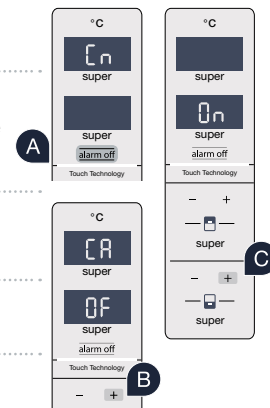 °C
Cn
super
super
A
alarm off
Touch Technology
°C
CA
super
OF
super
alarm off
Touch Technology
− +
B
°C
super
On
super
alarm off
Touch Technology
− +
super
− +
C
super